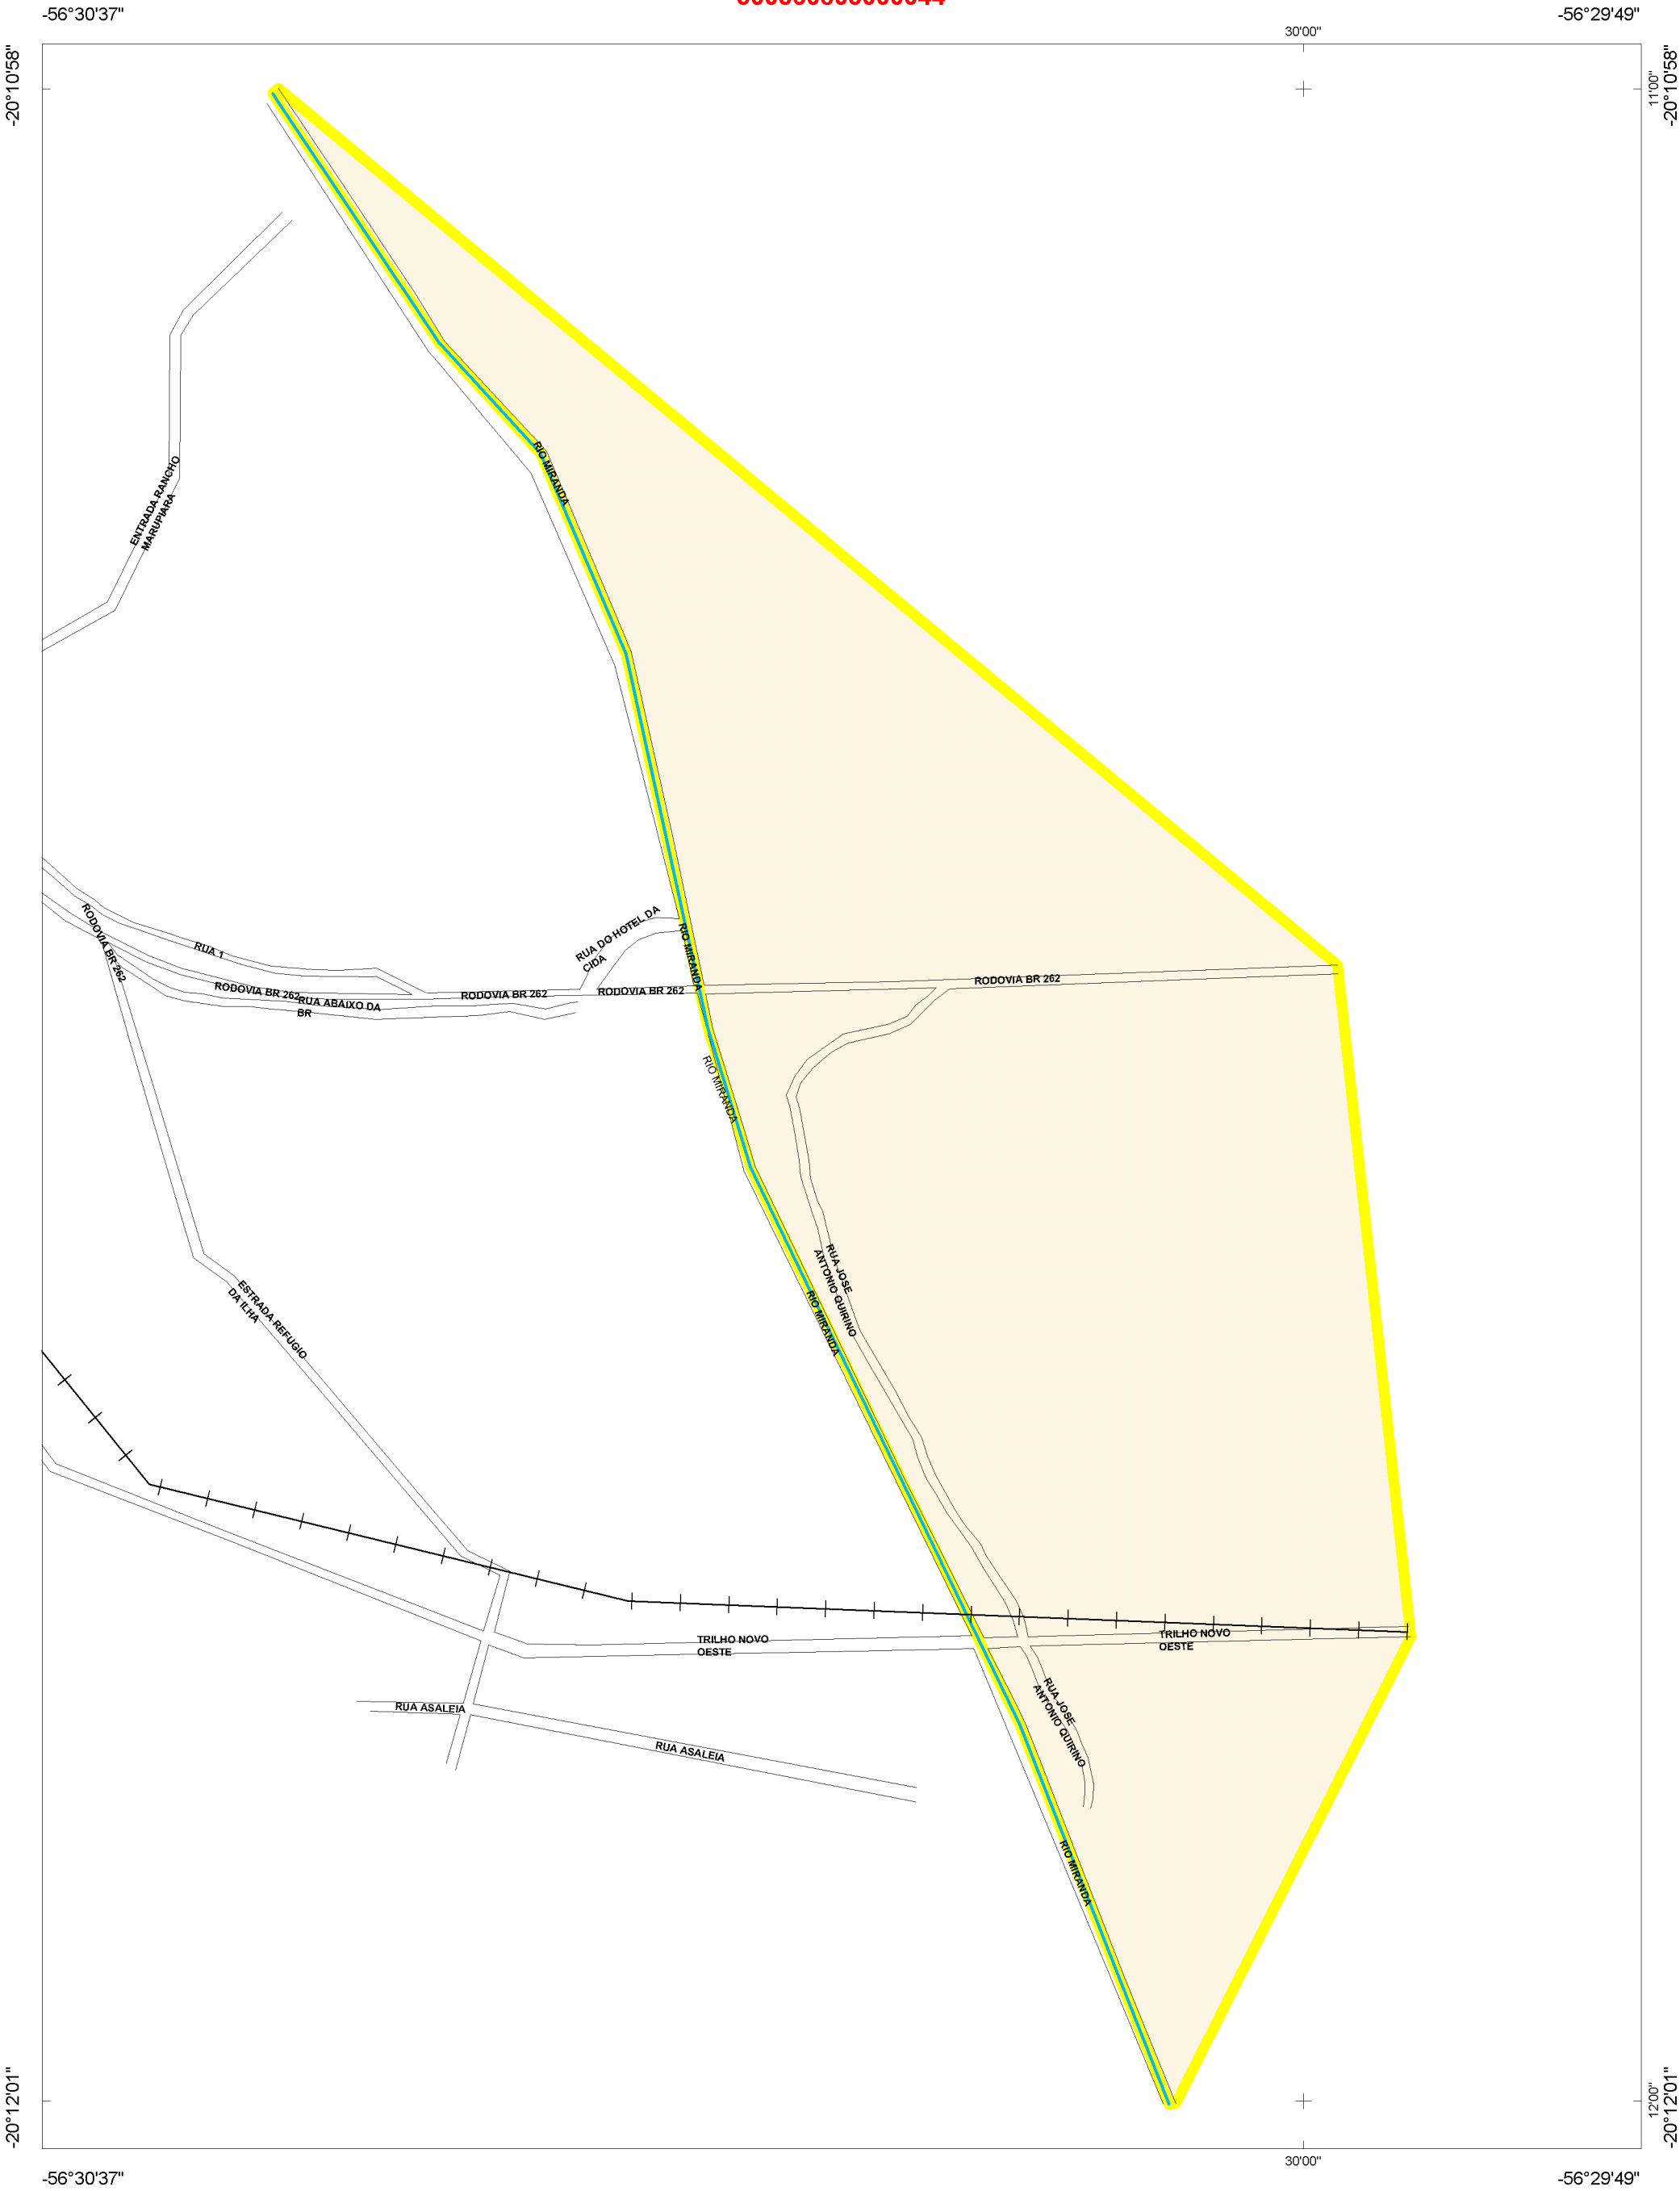 -56°30'37"
-56°29'49"
30'00"
-20°10'58"
11'00"
-20°10'58"
RIO MIRANDA
ENTRADA RANCHO
MARUPIARA
RODOVIA BR 262
RUA 1
RUA DO HOTEL DA
CIDA
RIO MIRANDA
RODOVIA BR 262
RUA ABAIXO DA
BR
RODOVIA BR 262
RODOVIA BR 262
RODOVIA BR 262
RIO MIRANDA
RUA JOSE
ANTONIO QUIRINO
RIO MIRANDA
ESTRADA REFUGIO
DA ILHA
TRILHO NOVO
OESTE
TRILHO NOVO
OESTE
RUA JOSE
ANTONIO QUIRINO
RUA ASALEIA
RUA ASALEIA
RIO MIRANDA
-20°12'01"
12'00"
-20°12'01"
30'00"
-56°30'37"
-56°29'49"